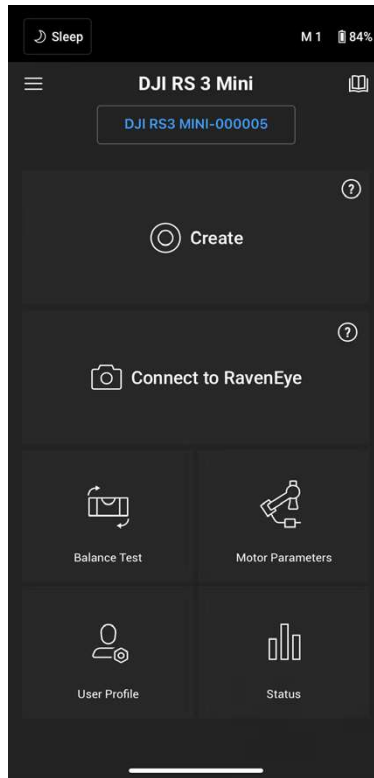 Sleep M 1 84%
DJI RS 3 Mini
DJI RS3 MINI-000005
?
Create
?
Connect to RavenEye
Balance Test Motor Parameters
User Profile Status